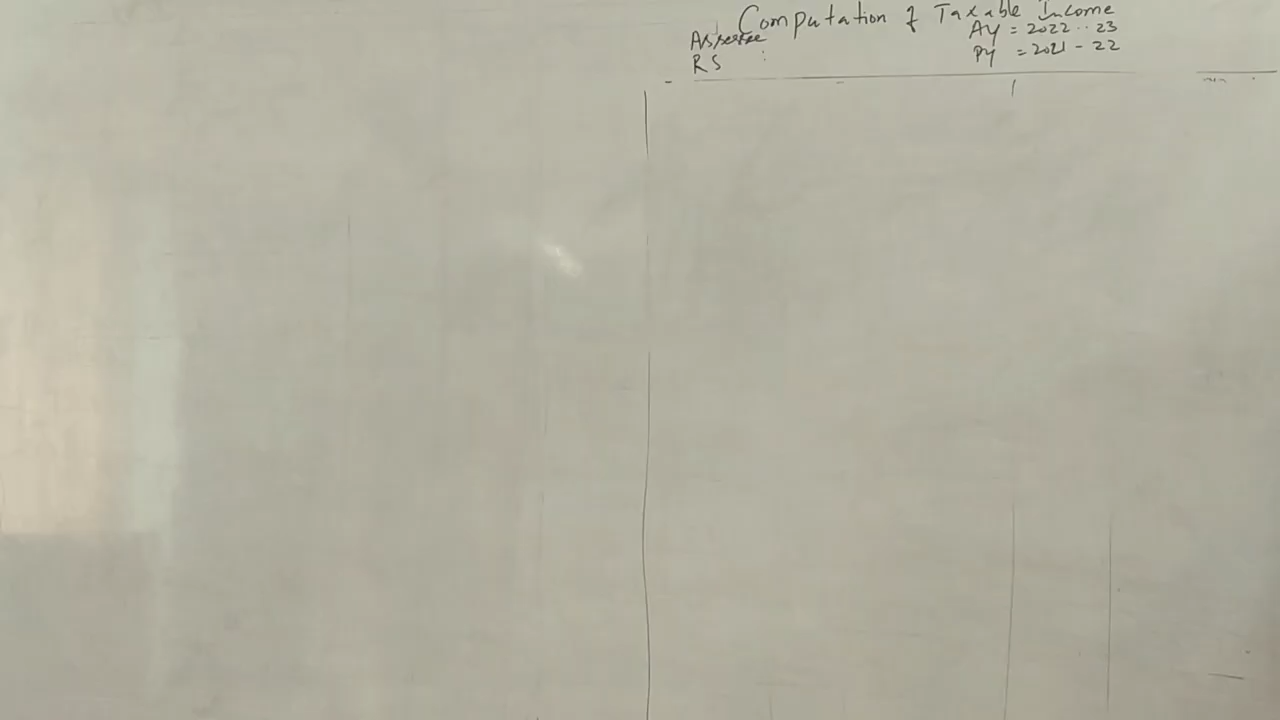 Computation of Taxable Income
Assessee :
AY = 2022-23
RS
PY = 2021-22